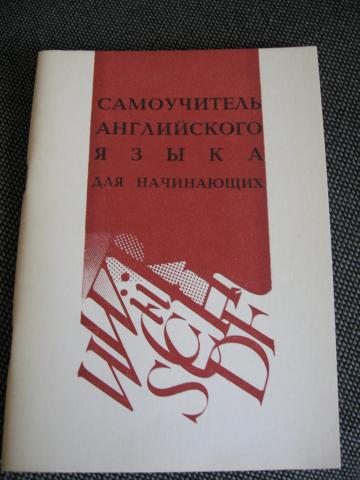 САМОУЧИТЕЛЬ
АНГЛИЙСКОГО
ЯЗЫКА
ДЛЯ НАЧИНАЮЩИХ